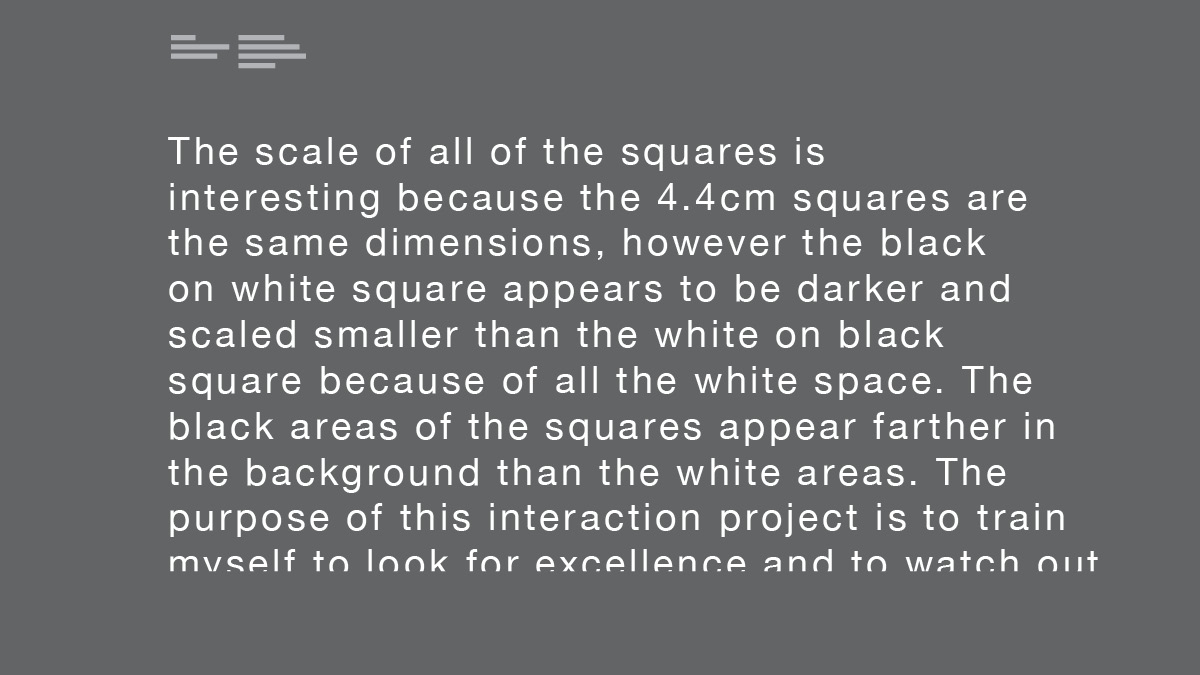 The scale of all of the squares is
interesting because the 4.4cm squares are
the same dimensions, however the black
on white square appears to be darker and
scaled smaller than the white on black
square because of all the white space. The
black areas of the squares appear farther in
the background than the white areas. The
purpose of this interaction project is to train
myself to look for excellence and to watch out